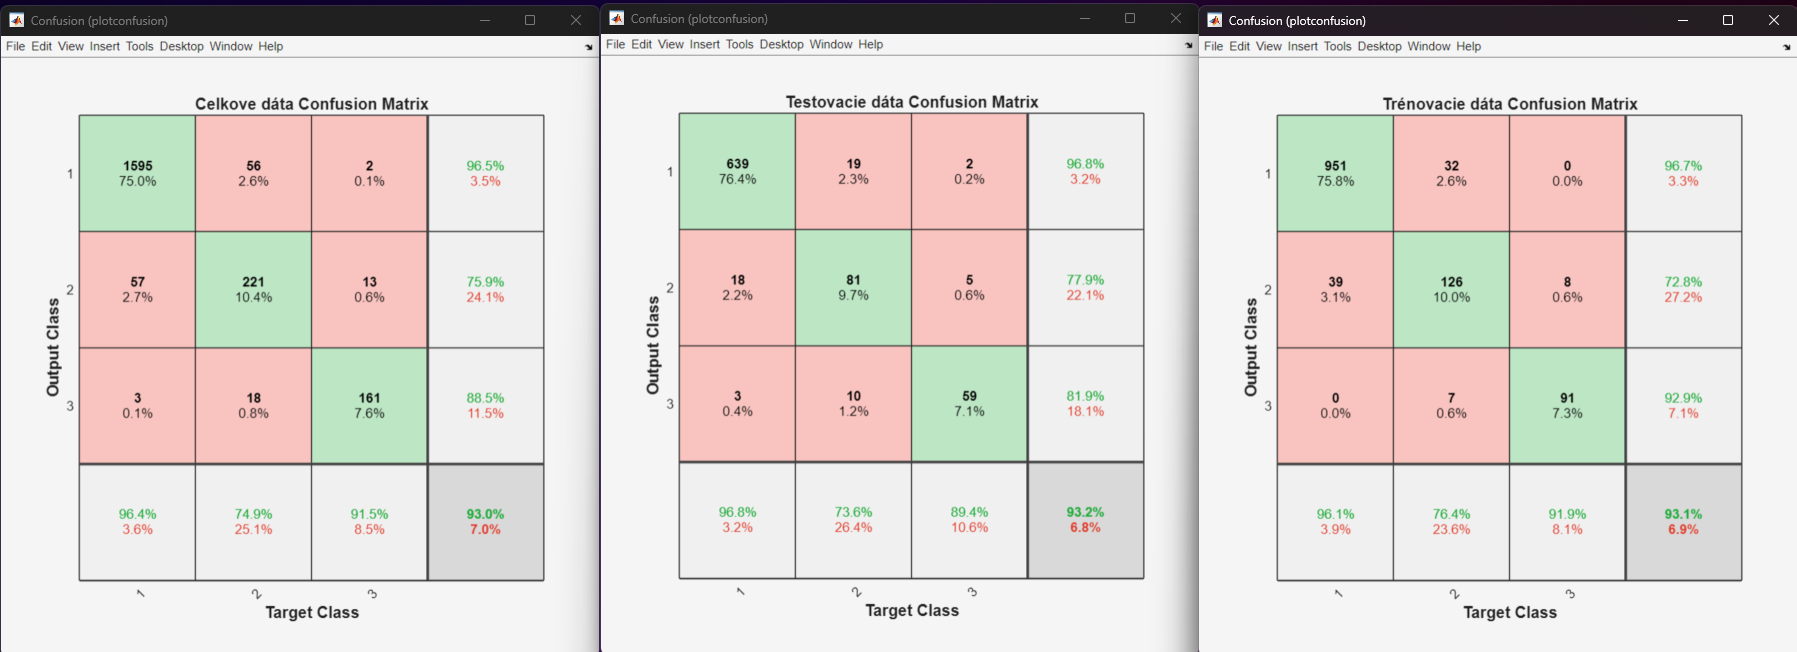 Confusion (plotconfusion)
File Edit View Insert Tools Desktop Window Help
Celkove dáta Confusion Matrix
1595 56 2 96.5%
75.0% 2.6% 0.1% 3.5%
1
57 221 13 75.9%
2.7% 10.4% 0.6% 24.1%
2
3 18 161 88.5%
0.1% 0.8% 7.6% 11.5%
3
96.4% 74.9% 91.5% 93.0%
3.6% 25.1% 8.5% 7.0%
1 2 3
Output Class
Target Class
Confusion (plotconfusion)
File Edit View Insert Tools Desktop Window Help
Testovacie dáta Confusion Matrix
639 19 2 96.8%
76.4% 2.3% 0.2% 3.2%
1
18 81 5 77.9%
2.2% 9.7% 0.6% 22.1%
2
3 10 59 81.9%
0.4% 1.2% 7.1% 18.1%
3
96.8% 73.6% 89.4% 93.2%
3.2% 26.4% 10.6% 6.8%
1 2 3
Output Class
Target Class
Confusion (plotconfusion)
File Edit View Insert Tools Desktop Window Help
Trénovacie dáta Confusion Matrix
951 32 0 96.7%
75.8% 2.6% 0.0% 3.3%
1
39 126 8 72.8%
3.1% 10.0% 0.6% 27.2%
2
0 7 91 92.9%
0.0% 0.6% 7.3% 7.1%
3
96.1% 76.4% 91.9% 93.1%
3.9% 23.6% 8.1% 6.9%
1 2 3
Output Class
Target Class